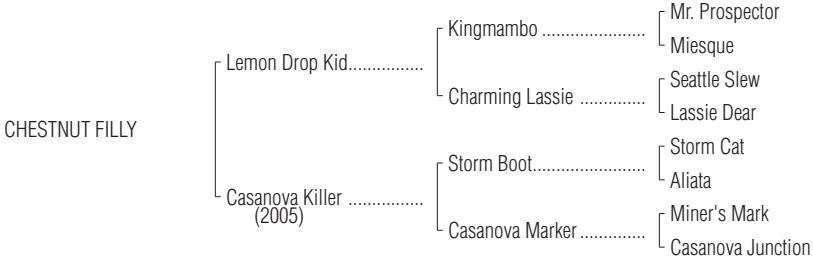 Mr. Prospector
Kingmambo ......................
Miesque
Lemon Drop Kid................
Seattle Slew
Charming Lassie ..............
Lassie Dear
CHESTNUT FILLY
Storm Cat
Storm Boot........................
Aliata
Casanova Killer ................
(2005)
Miner's Mark
Casanova Marker ..............
Casanova Junction